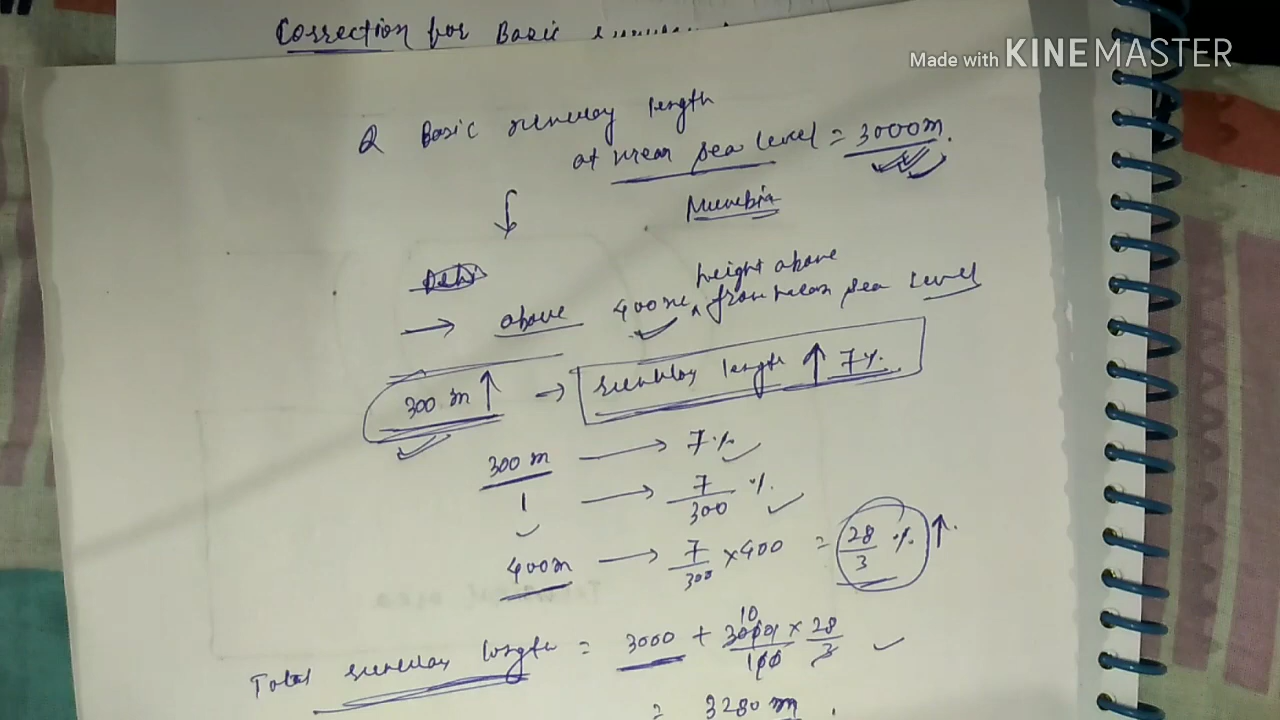 Correction for Basic
Made with KINEMASTER
Q Basic runway length
at mean sea level = 3000m.
Mumbai
Delhi
height above
→ above 400m ^ from mean sea level
300 m ↑ → runway length ↑ 7%
300 m → 7%
1 → 7/300 %
400m → 7/300 × 400 = 28/3 % ↑.
Total runway length = 3000 + 3000/100 × 28/3
10
= 3280 m.